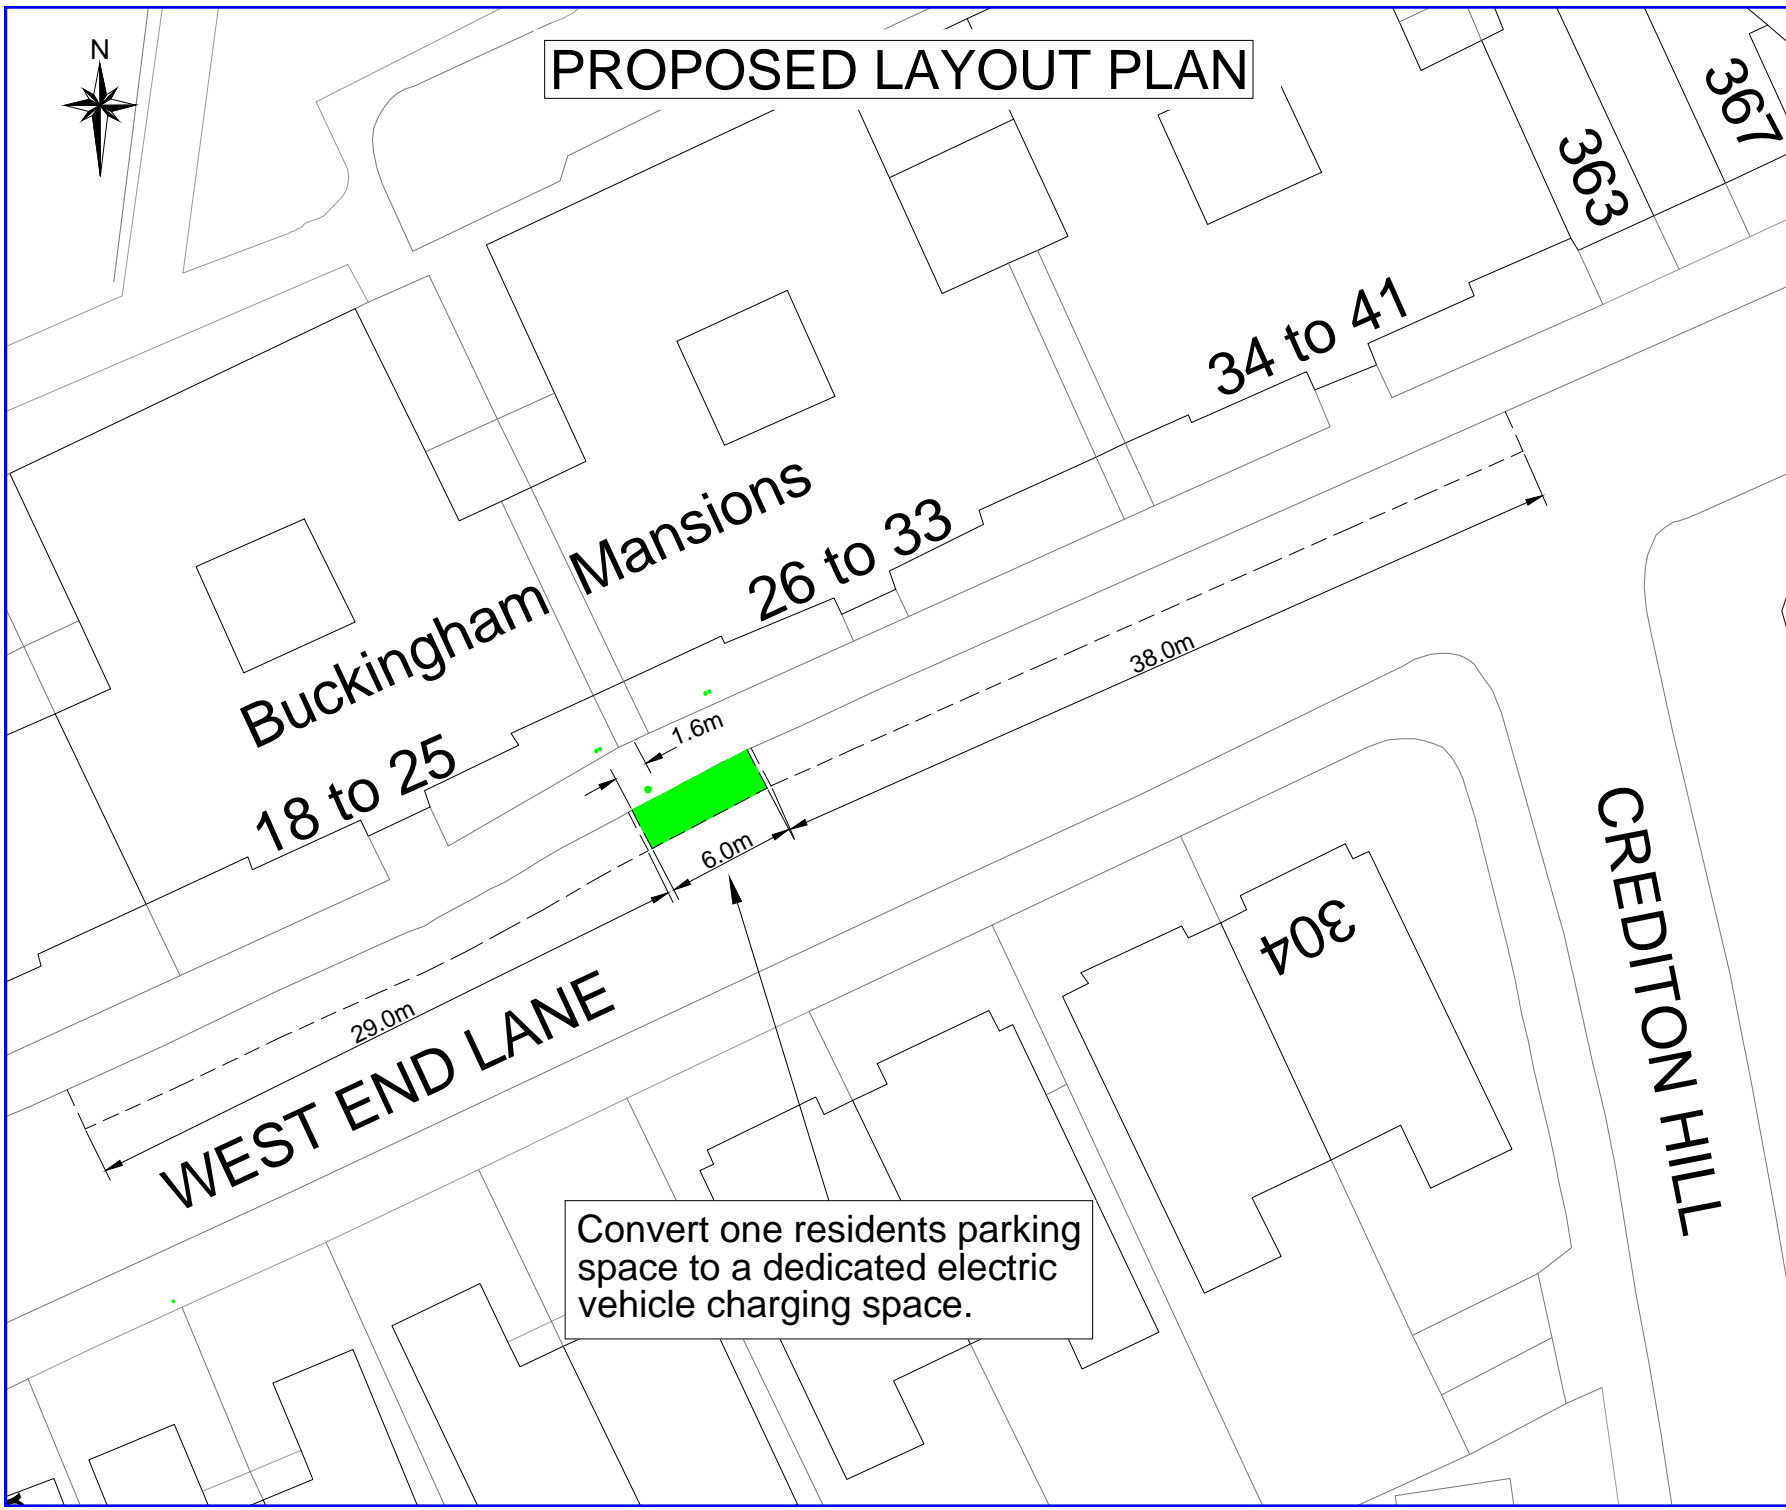 N
PROPOSED LAYOUT PLAN
367
363
34 to 41
Buckingham Mansions
26 to 33
38.0m
1.6m
18 to 25
6.0m
CREDITON HILL
304
29.0m
WEST END LANE
Convert one residents parking
space to a dedicated electric
vehicle charging space.